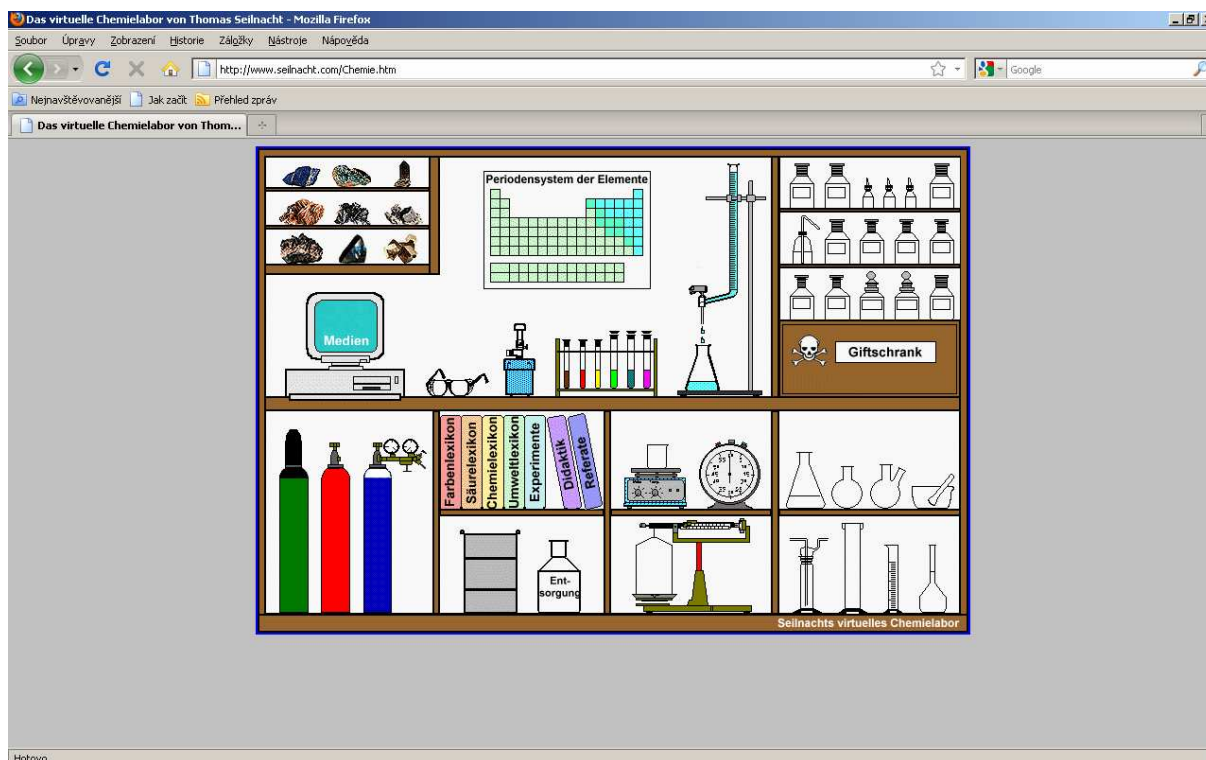 Das virtuelle Chemielabor von Thomas Seilnacht - Mozilla Firefox
Soubor Úpravy Zobrazení Historie Záložky Nástroje Nápověda
http://www.seilnacht.com/Chemie.htm
Google
Nejnavštěvovanější Jak začít Přehled zpráv
Das virtuelle Chemielabor von Thom...
Periodensystem der Elemente
Medien
Giftschrank
Farbenlexikon
Säurelexikon
Chemielexikon
Umweltlexikon
Experimente
Didaktik
Referate
Ent-
sorgung
Seilnachts virtuelles Chemielabor
Hotovo